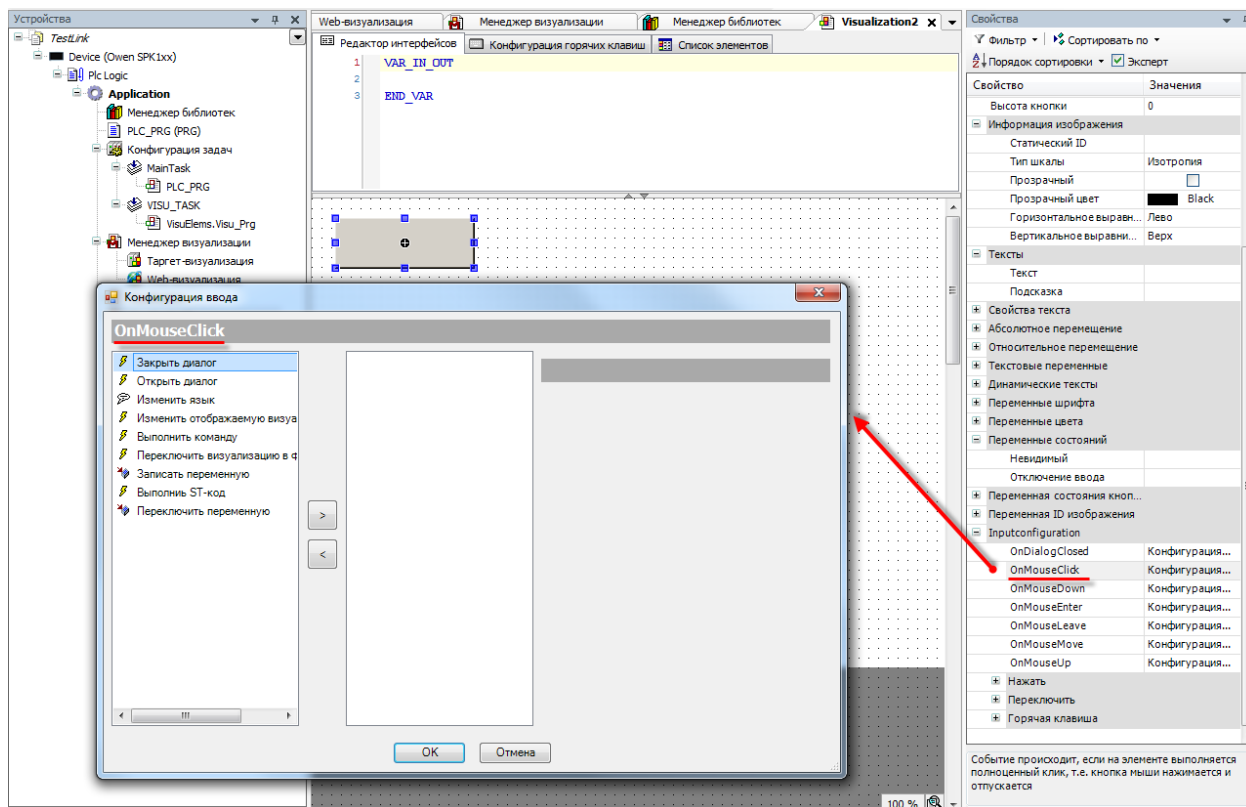 Устройства
TestLink
Device (Owen SPK1xx)
Plc Logic
Application
Менеджер библиотек
PLC_PRG (PRG)
Конфигурация задач
MainTask
PLC_PRG
VISU_TASK
VisuElems.Visu_Prg
Менеджер визуализации
Таргет-визуализация
Web-визуализация
Web-визуализация Менеджер визуализации Менеджер библиотек Visualization2 x
Редактор интерфейсов Конфигурация горячих клавиш Список элементов
1 VAR_IN_OUT
2
3 END_VAR
Конфигурация ввода
OnMouseClick
Закрыть диалог
Открыть диалог
Изменить язык
Изменить отображаемую визуа
Выполнить команду
Переключить визуализацию в ф
Записать переменную
Выполниь ST-код
Переключить переменную
>
<
OK Отмена
100 %
Свойства
Фильтр Сортировать по
Порядок сортировки Эксперт
Свойство Значения
Высота кнопки 0
Информация изображения
Статический ID
Тип шкалы Изотропия
Прозрачный
Прозрачный цвет Black
Горизонтальное выравн... Лево
Вертикальное выравни... Верх
Тексты
Текст
Подсказка
Свойства текста
Абсолютное перемещение
Относительное перемещение
Текстовые переменные
Динамические тексты
Переменные шрифта
Переменные цвета
Переменные состояний
Невидимый
Отключение ввода
Переменная состояния кноп...
Переменная ID изображения
Inputconfiguration
OnDialogClosed Конфигурация...
OnMouseClick Конфигурация...
OnMouseDown Конфигурация...
OnMouseEnter Конфигурация...
OnMouseLeave Конфигурация...
OnMouseMove Конфигурация...
OnMouseUp Конфигурация...
Нажать
Переключить
Горячая клавиша
Событие происходит, если на элементе выполняется
полноценный клик, т.е. кнопка мыши нажимается и
отпускается